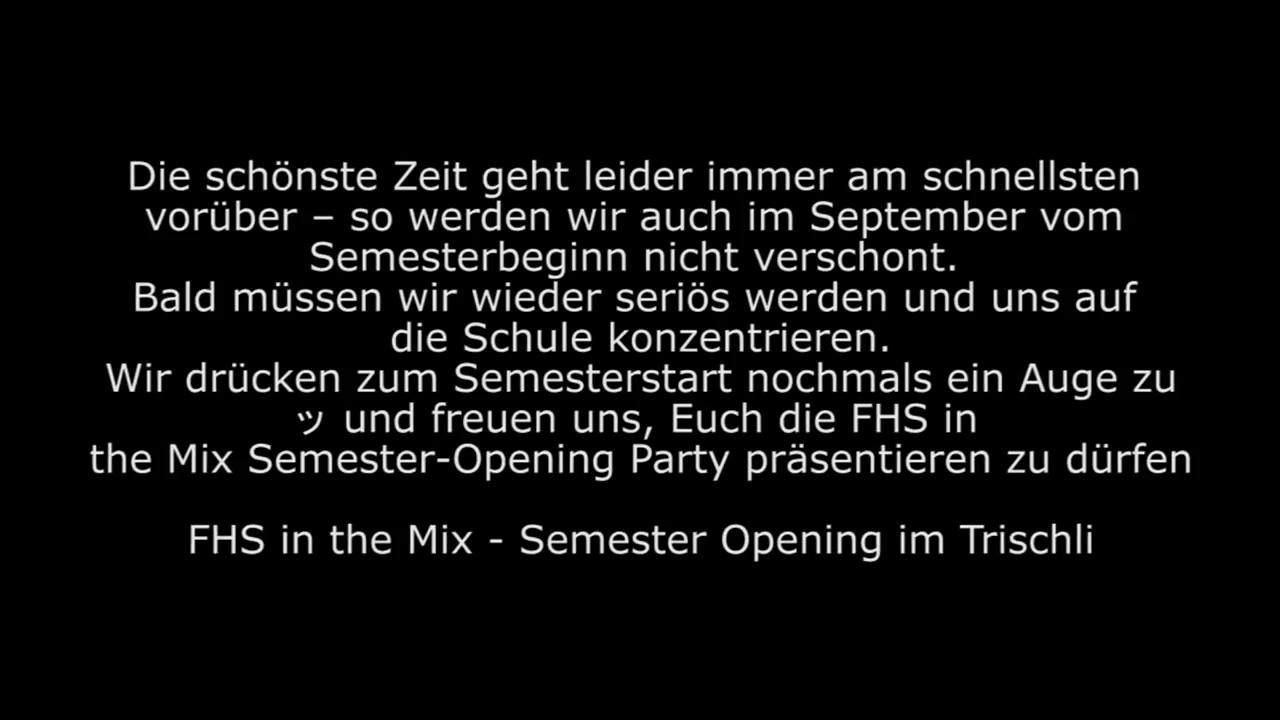 Die schönste Zeit geht leider immer am schnellsten
vorüber – so werden wir auch im September vom
Semesterbeginn nicht verschont.
Bald müssen wir wieder seriös werden und uns auf
die Schule konzentrieren.
Wir drücken zum Semesterstart nochmals ein Auge zu
ッ und freuen uns, Euch die FHS in
the Mix Semester-Opening Party präsentieren zu dürfen
FHS in the Mix - Semester Opening im Trischli